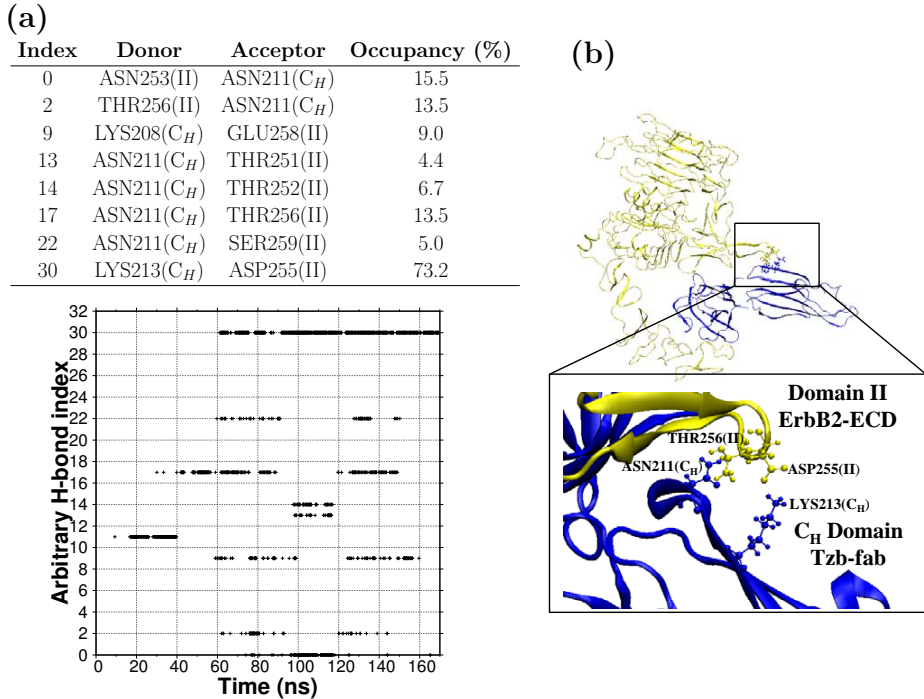 (a)
Index Donor Acceptor Occupancy (%)
0 ASN253(II) ASN211(C_H) 15.5
2 THR256(II) ASN211(C_H) 13.5
9 LYS208(C_H) GLU258(II) 9.0
13 ASN211(C_H) THR251(II) 4.4
14 ASN211(C_H) THR252(II) 6.7
17 ASN211(C_H) THR256(II) 13.5
22 ASN211(C_H) SER259(II) 5.0
30 LYS213(C_H) ASP255(II) 73.2
Arbitrary H-bond index
32
30
28
26
24
22
20
18
16
14
12
10
8
6
4
2
0
0 20 40 60 80 100 120 140 160
Time (ns)
(b)
Domain II
ErbB2-ECD
THR256(II)
ASN211(C_H)
ASP255(II)
LYS213(C_H)
C_H Domain
Tzb-fab